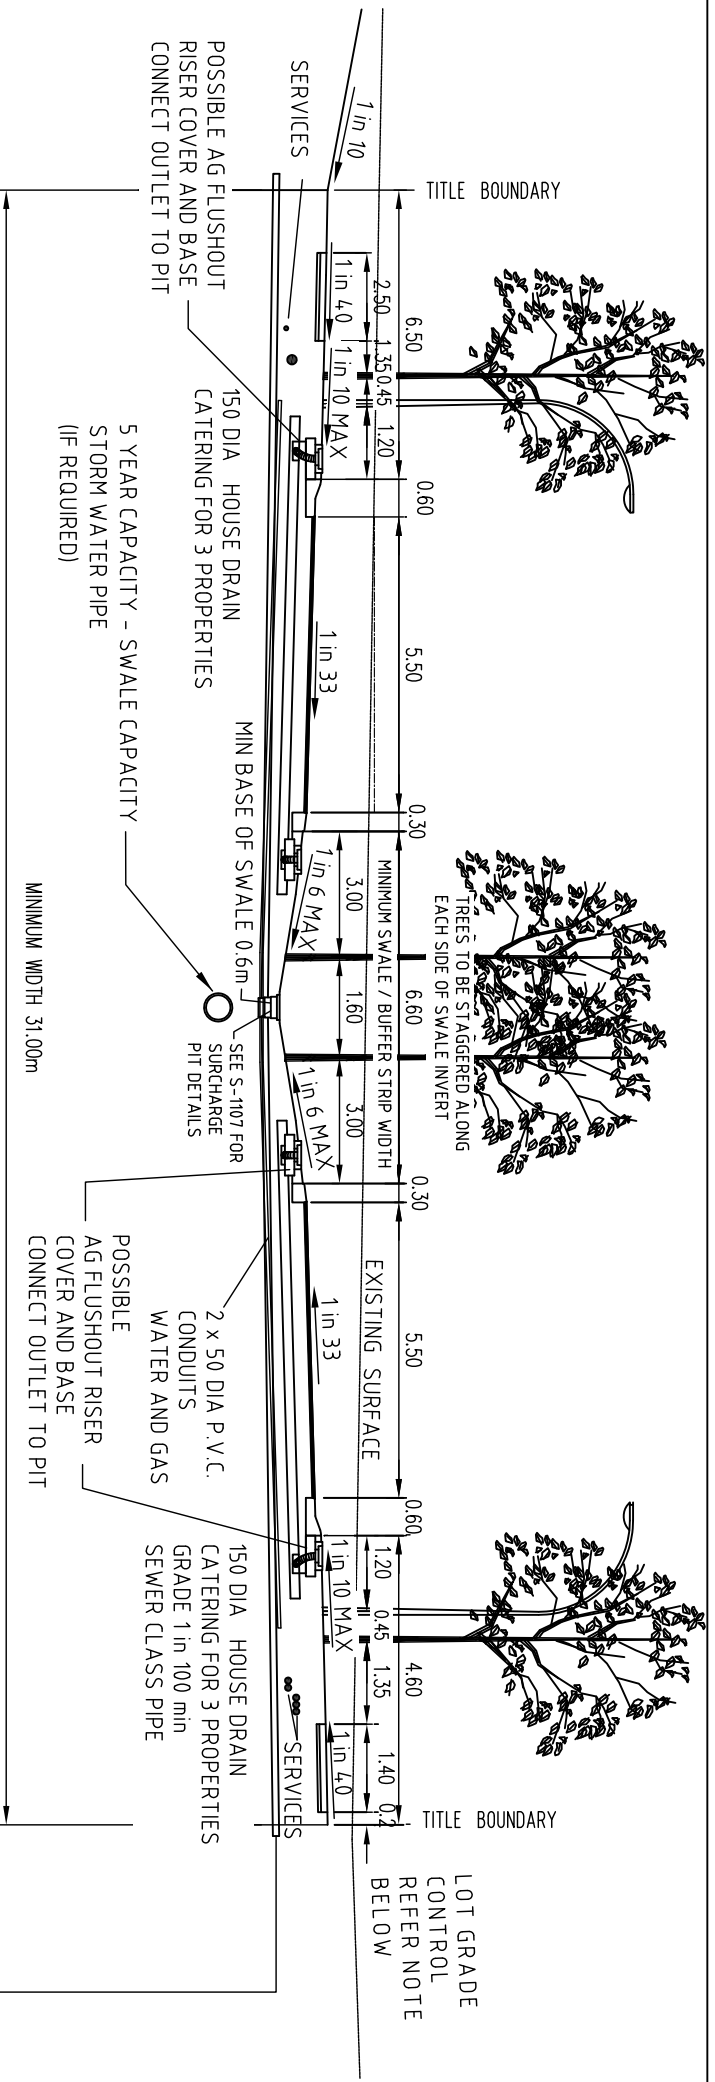 TITLE BOUNDARY
TITLE BOUNDARY
TREES TO BE STAGGERED ALONG
EACH SIDE OF SWALE INVERT
LOT GRADE
CONTROL
REFER NOTE
BELOW
6.50
0.60
5.50
0.30
6.60
0.30
5.50
0.60
4.60
MINIMUM SWALE / BUFFER STRIP WIDTH
EXISTING SURFACE
2.50
1.35
0.45
1.20
3.00
1.60
3.00
1.20
0.45
1.35
1.40
0.2
1 in 10
1 in 40
1 in 10 MAX
1 in 33
1 in 6 MAX
1 in 6 MAX
1 in 33
1 in 10 MAX
1 in 40
SERVICES
SERVICES
POSSIBLE AG FLUSHOUT
RISER COVER AND BASE
CONNECT OUTLET TO PIT
150 DIA HOUSE DRAIN
CATERING FOR 3 PROPERTIES
5 YEAR CAPACITY - SWALE CAPACITY
STORM WATER PIPE
(IF REQUIRED)
MIN BASE OF SWALE 0.6m
SEE S-1107 FOR
SURCHARGE
PIT DETAILS
2 x 50 DIA P.V.C.
CONDUITS
WATER AND GAS
POSSIBLE
AG FLUSHOUT RISER
COVER AND BASE
CONNECT OUTLET TO PIT
150 DIA HOUSE DRAIN
CATERING FOR 3 PROPERTIES
GRADE 1 in 100 min
SEWER CLASS PIPE
MINIMUM WIDTH 31.00m